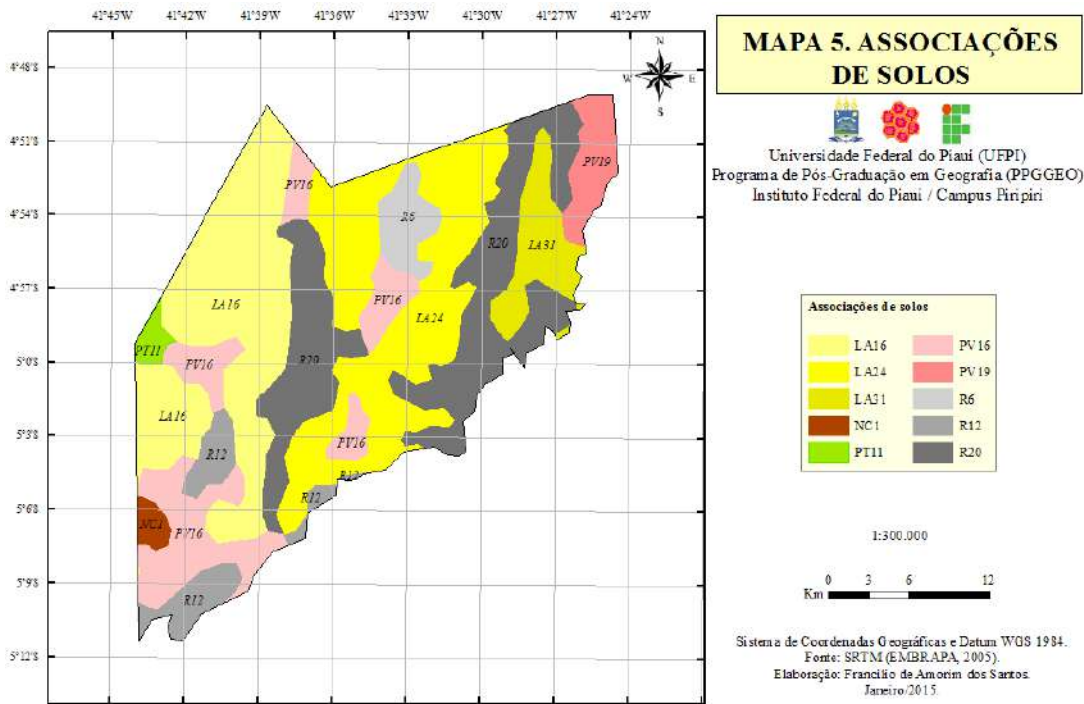 41°45'W 41°42'W 41°39'W 41°36'W 41°33'W 41°30'W 41°27'W 41°24'W
4°48'S
4°51'S
4°54'S
4°57'S
5°0'S
5°3'S
5°6'S
5°9'S
5°12'S
N
W E
S
PV16
PV19
R6
R20
LA31
LA16
PV16
LA24
PT11
PV16
R20
LA16
R12
PV16
R12
R12
NC1
PV16
R12
MAPA 5. ASSOCIAÇÕES
DE SOLOS
Universidade Federal do Piauí (UFPI)
Programa de Pós-Graduação em Geografia (PPGGEO)
Instituto Federal do Piauí / Campus Piripiri
Associações de solos
LA16 PV16
LA24 PV19
LA31 R6
NC1 R12
PT11 R20
1:300.000
0 3 6 12
Km
Sistema de Coordenadas Geográficas e Datum WGS 1984.
Fonte: SRTM (EMBRAPA, 2005).
Elaboração: Francílio de Amorim dos Santos.
Janeiro/2015.